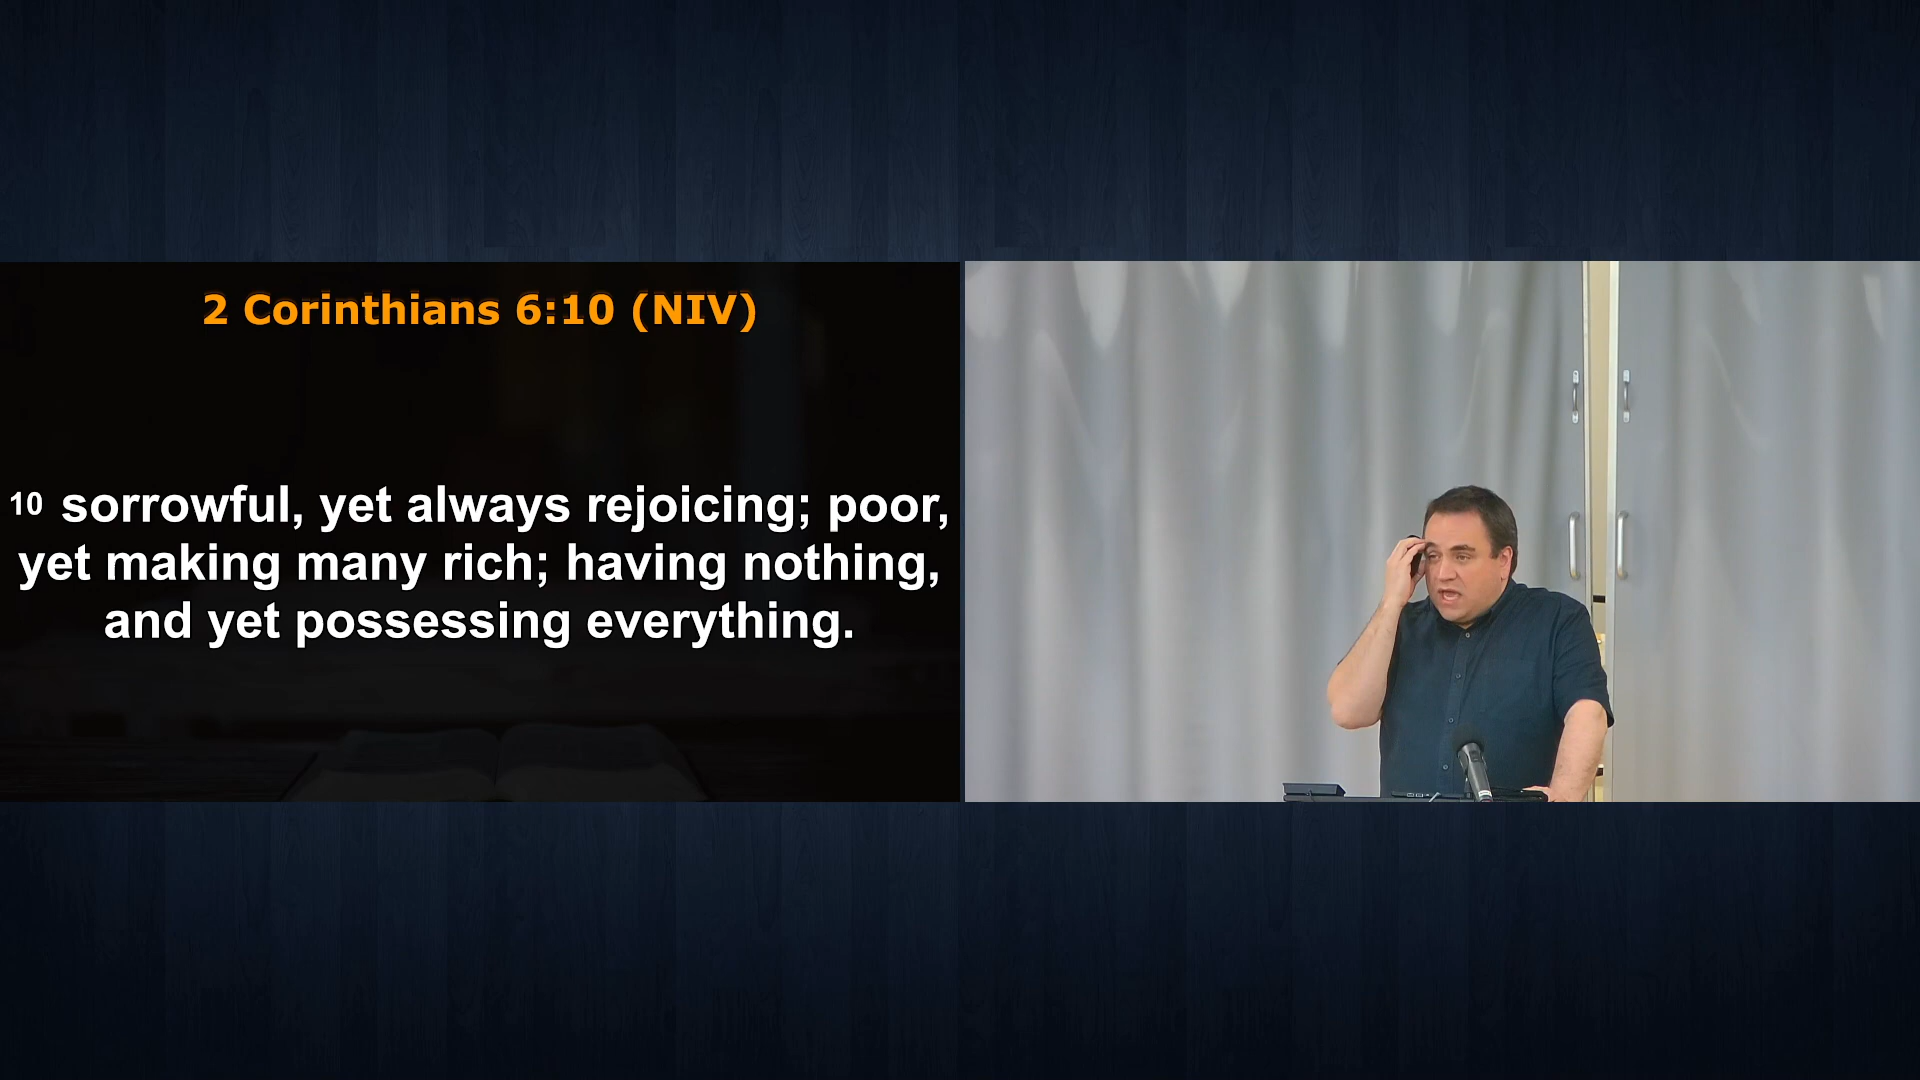 2 Corinthians 6:10 (NIV)
10 sorrowful, yet always rejoicing; poor,
yet making many rich; having nothing,
and yet possessing everything.